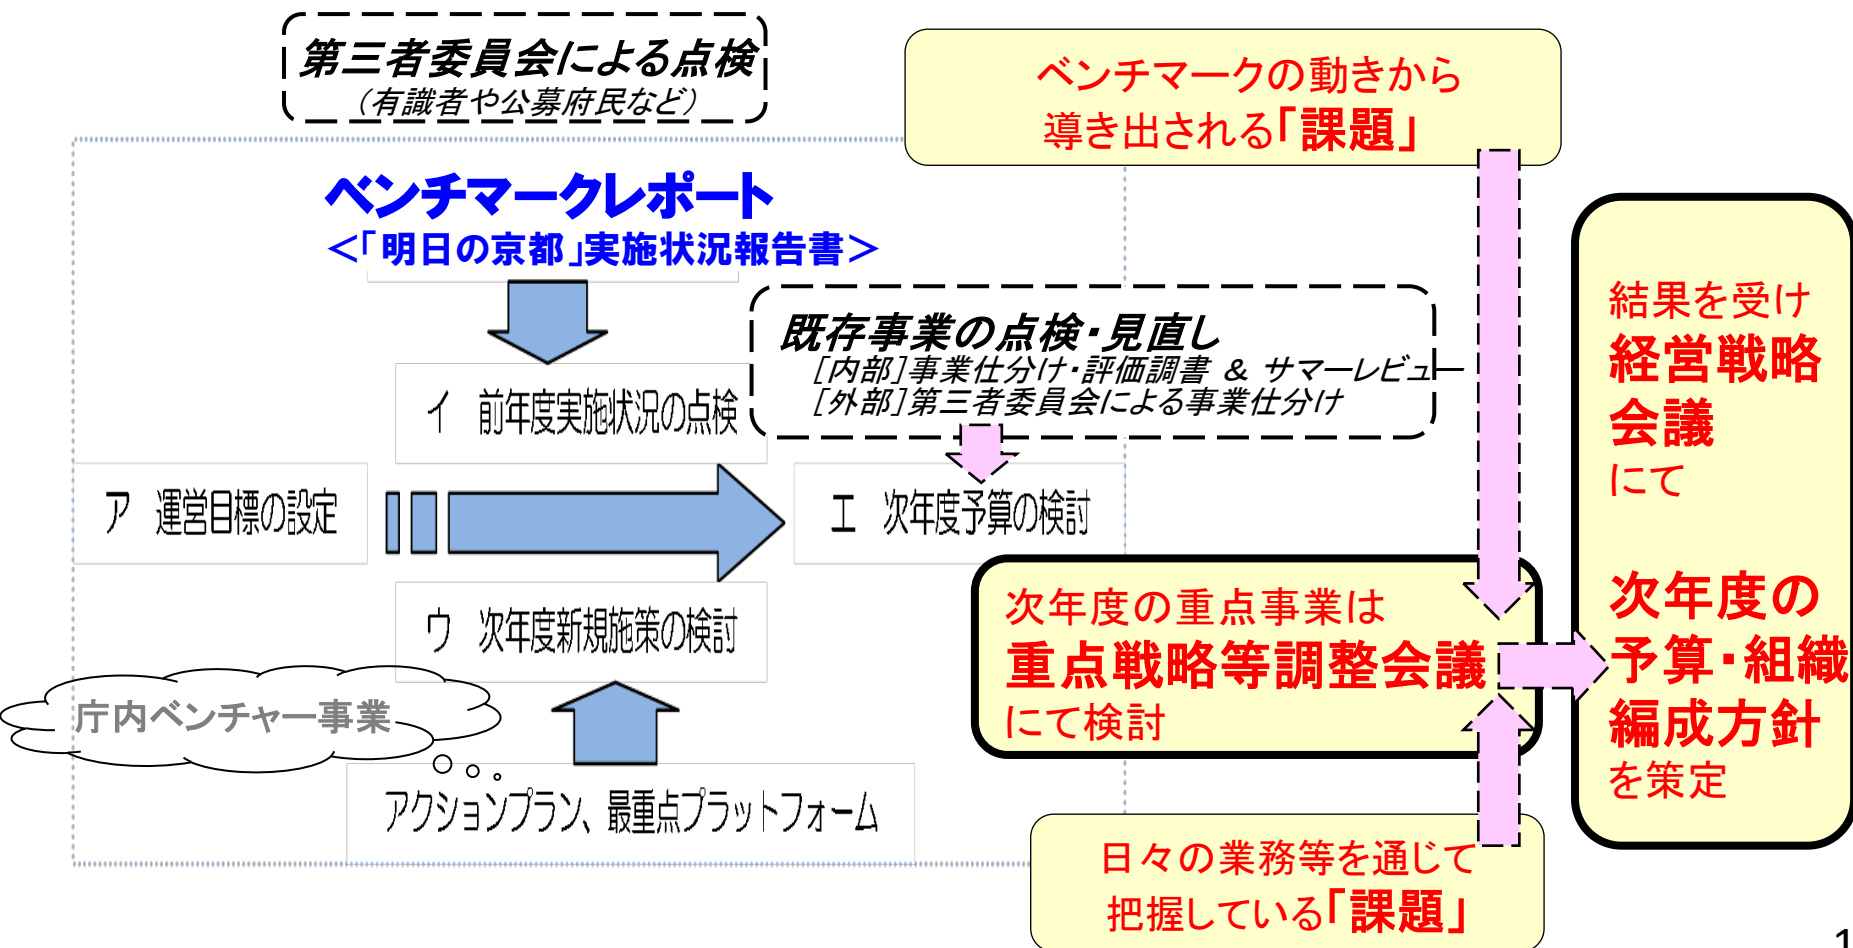 第三者委員会による点検
（有識者や公募府民など）
ベンチマークの動きから
導き出される「課題」
ベンチマークレポート
＜「明日の京都」実施状況報告書＞
既存事業の点検・見直し
［内部］事業仕分け・評価調書 ＆ サマーレビュー
［外部］第三者委員会による事業仕分け
イ　前年度実施状況の点検
ア　運営目標の設定
エ　次年度予算の検討
ウ　次年度新規施策の検討
庁内ベンチャー事業
アクションプラン、最重点プラットフォーム
次年度の重点事業は
重点戦略等調整会議
にて検討
日々の業務等を通じて
把握している「課題」
結果を受け
経営戦略
会議
にて
次年度の
予算・組織
編成方針
を策定
1